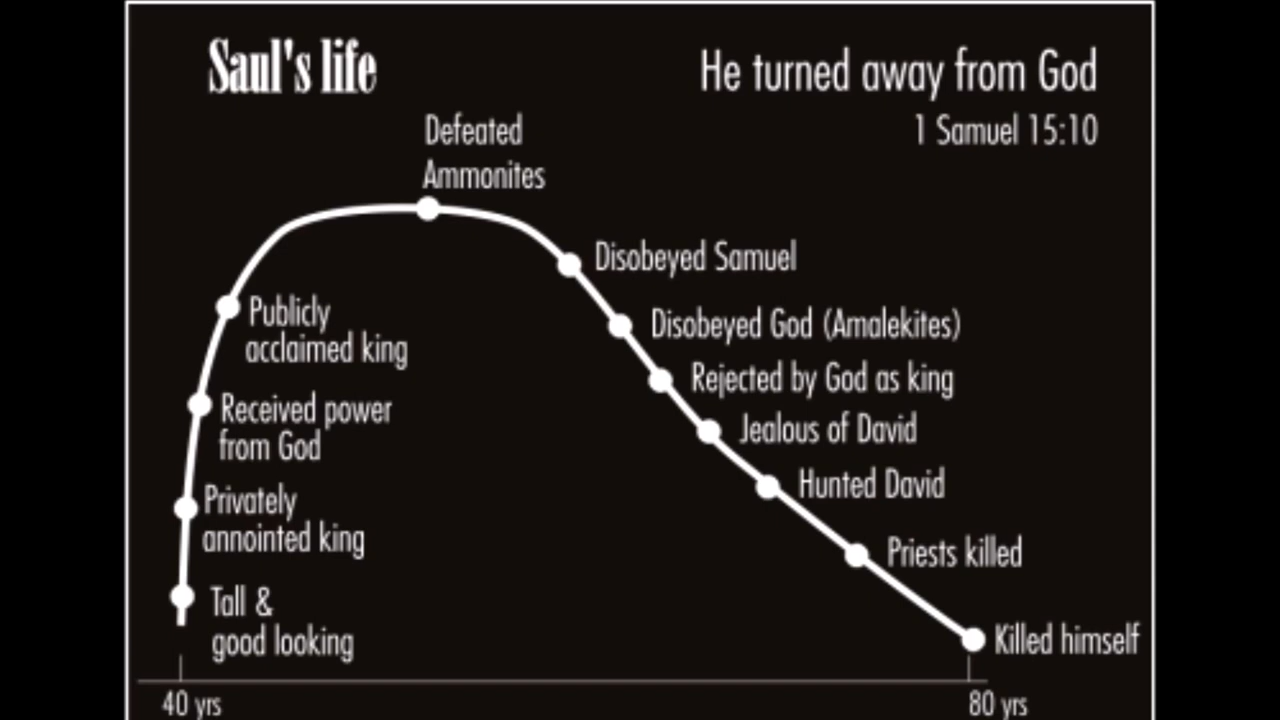 Saul's life
He turned away from God
1 Samuel 15:10
Defeated
Ammonites
Disobeyed Samuel
Publicly
acclaimed king
Disobeyed God (Amalekites)
Rejected by God as king
Received power
from God
Jealous of David
Hunted David
Privately
annointed king
Priests killed
Tall &
good looking
Killed himself
40 yrs
80 yrs